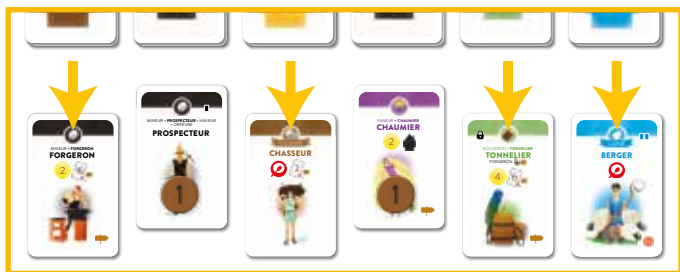 MINEUR • FORGERON
FORGERON
2
MINEUR • PROSPECTEUR • HAVEUR
• ORFÈVRE
PROSPECTEUR
1
CHASSEUR
FANEUR • CHAUMIER
CHAUMIER
2
1
BÛCHERON • TONNELIER
FORGERON
TONNELIER
4
BERGER